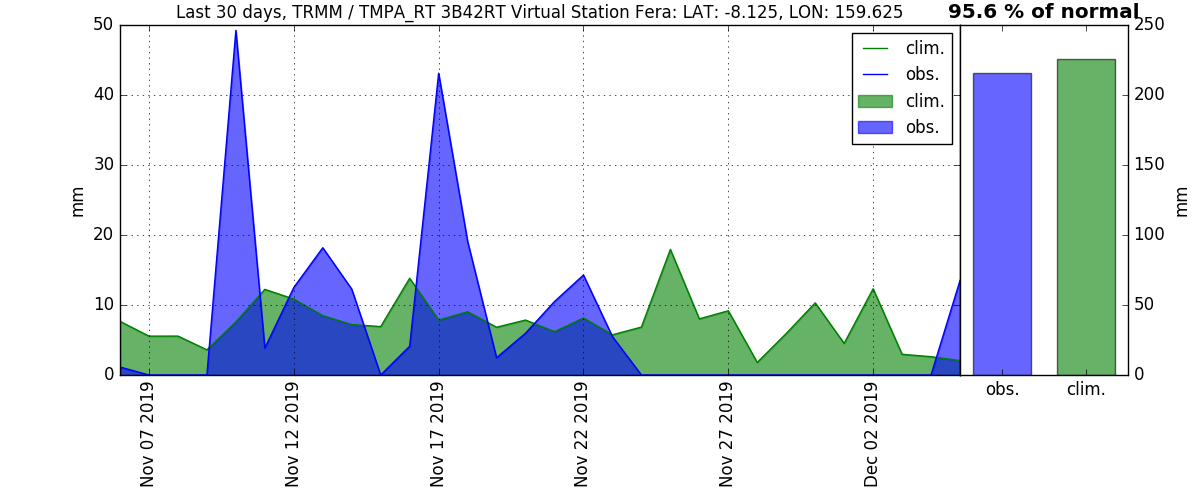 Last 30 days, TRMM / TMPA_RT 3B42RT Virtual Station Fera: LAT: -8.125, LON: 159.625
95.6 % of normal
50
40
30
20
10
0
mm
clim.
obs.
clim.
obs.
250
200
150
100
50
0
mm
Nov 07 2019
Nov 12 2019
Nov 17 2019
Nov 22 2019
Nov 27 2019
Dec 02 2019
obs.
clim.